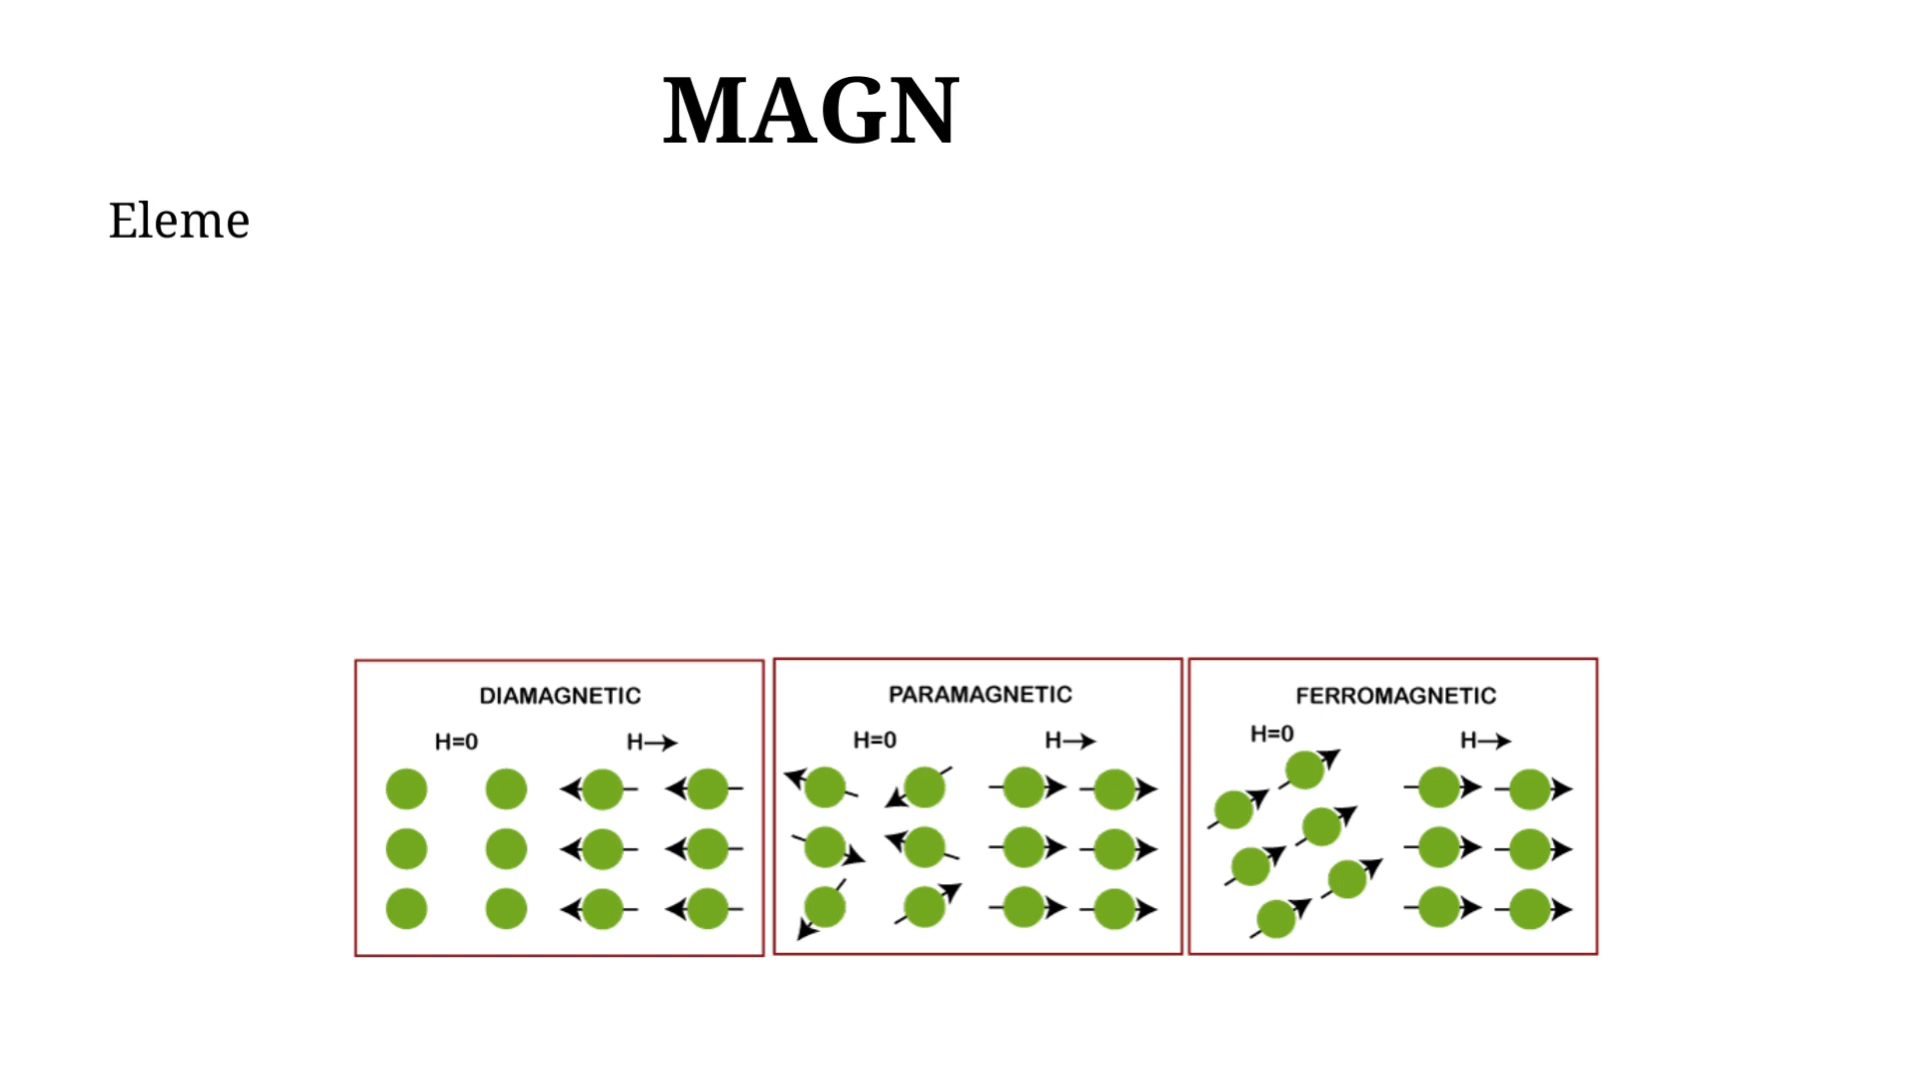 MAGN
Eleme
DIAMAGNETIC
H=0 H→
PARAMAGNETIC
H=0 H→
FERROMAGNETIC
H=0 H→